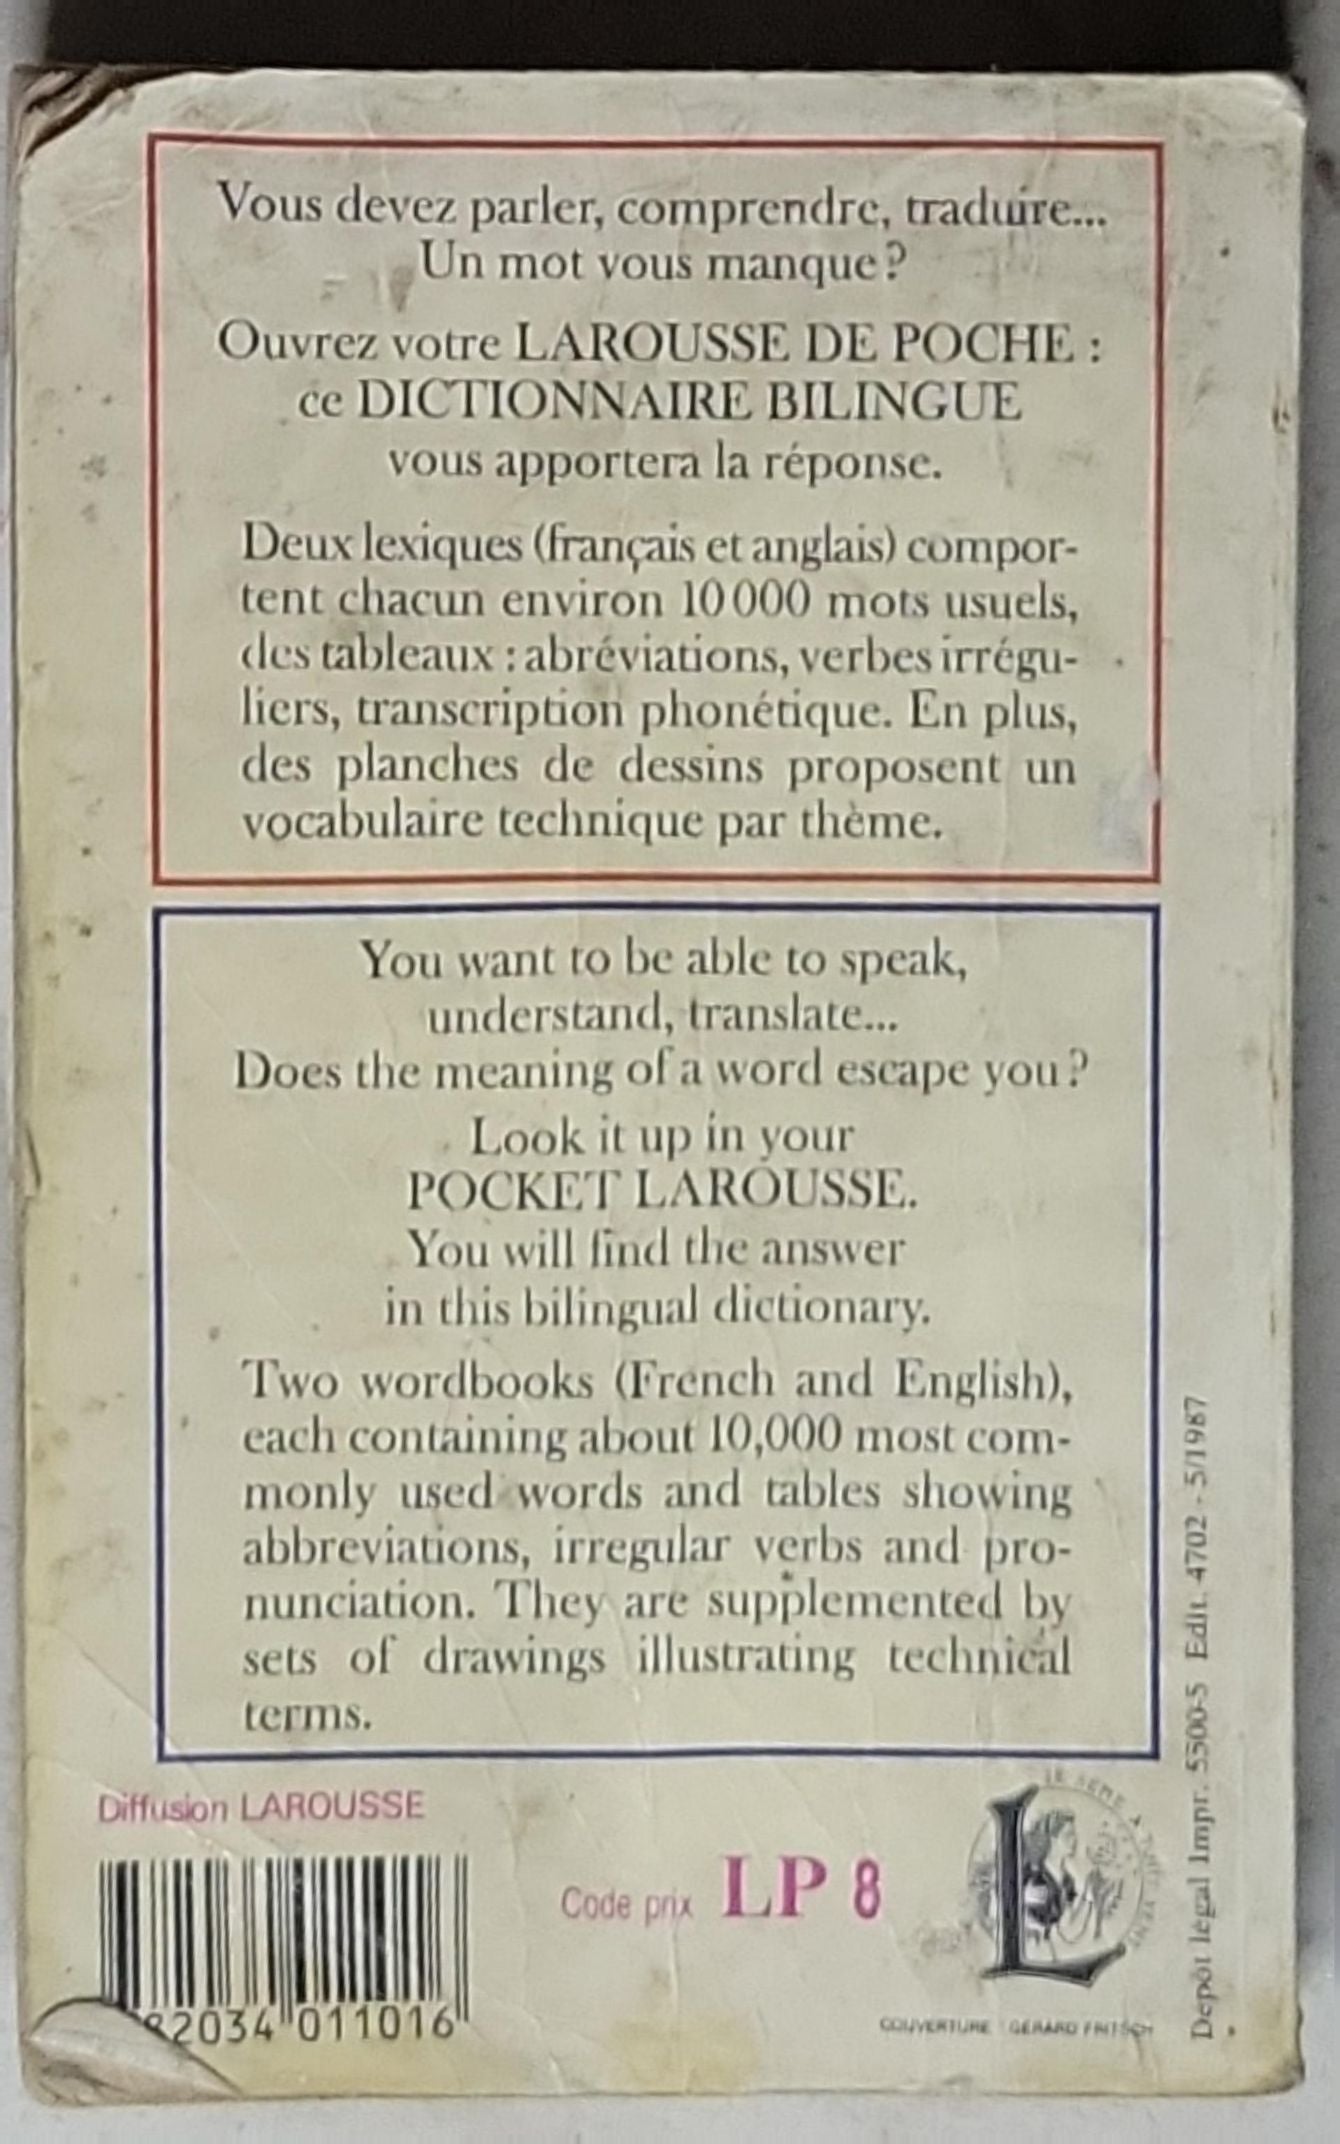 Vous devez parler, comprendre, traduire...
Un mot vous manque?
Ouvrez votre LAROUSSE DE POCHE :
ce DICTIONNAIRE BILINGUE
vous apportera la réponse.
Deux lexiques (français et anglais) compor-
tent chacun environ 10 000 mots usuels,
des tableaux : abréviations, verbes irrégu-
liers, transcription phonétique. En plus,
des planches de dessins proposent un
vocabulaire technique par thème.
You want to be able to speak,
understand, translate...
Does the meaning of a word escape you?
Look it up in your
POCKET LAROUSSE.
You will find the answer
in this bilingual dictionary.
Two wordbooks (French and English),
each containing about 10,000 most com-
monly used words and tables showing
abbreviations, irregular verbs and pro-
nunciation. They are supplemented by
sets of drawings illustrating technical
terms.
Diffusion LAROUSSE
82034 011016
Code prix LP 8
L
JE SÈME À TOUT VENT
COUVERTURE : GÉRARD FRITSCH
Dépôt légal Impr. 5500-5 Edit. 4702 - 5/1987